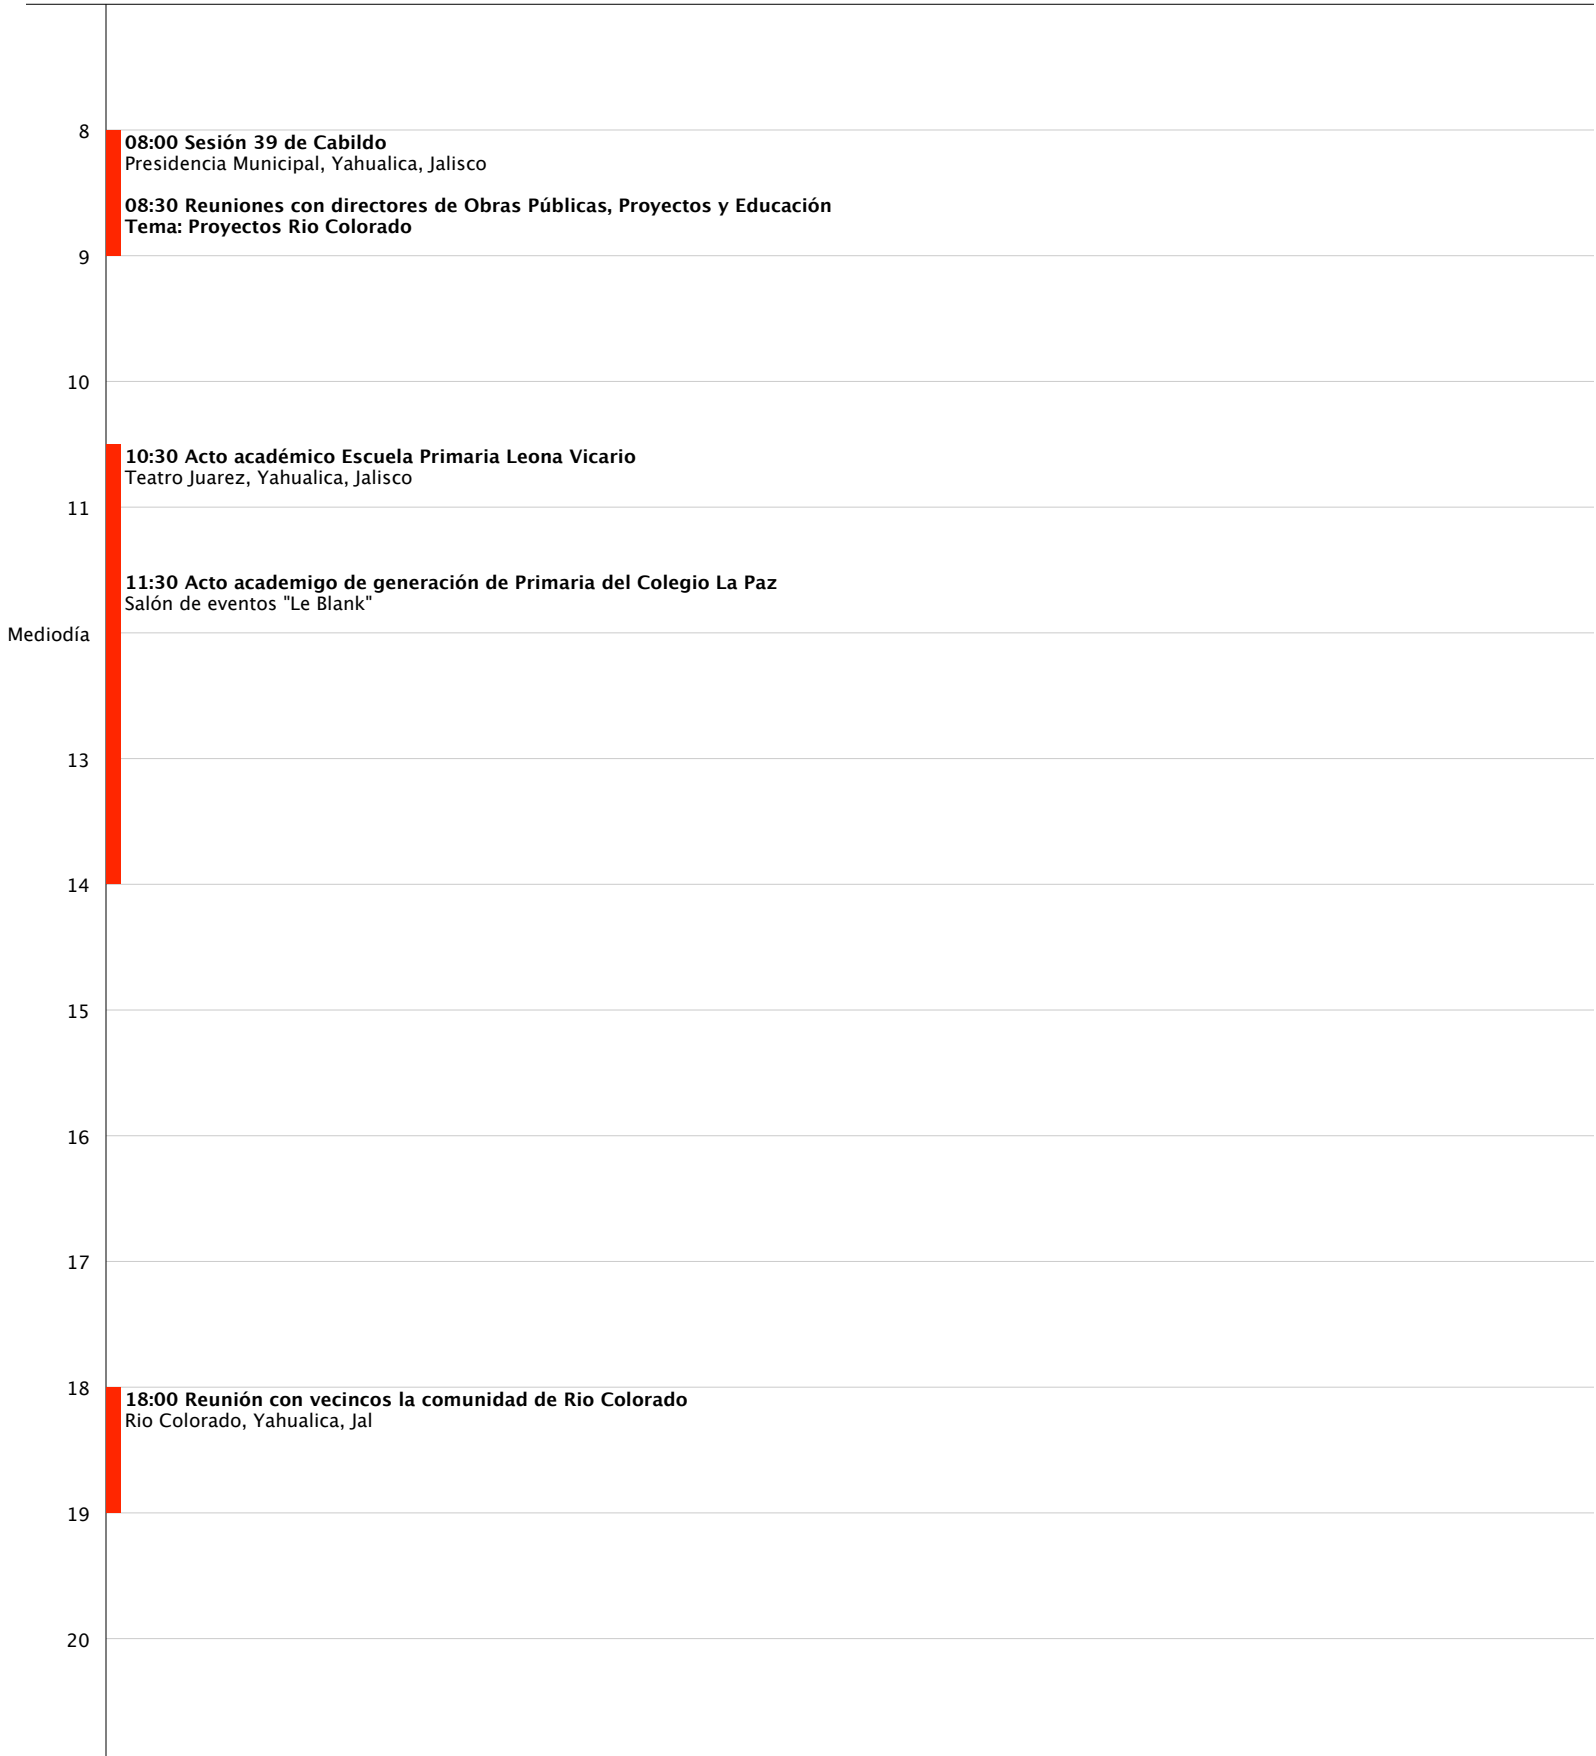 8
08:00 Sesión 39 de Cabildo
Presidencia Municipal, Yahualica, Jalisco
08:30 Reuniones con directores de Obras Públicas, Proyectos y Educación
Tema: Proyectos Rio Colorado
9
10
10:30 Acto académico Escuela Primaria Leona Vicario
Teatro Juarez, Yahualica, Jalisco
11
11:30 Acto academigo de generación de Primaria del Colegio La Paz
Salón de eventos "Le Blank"
Mediodía
13
14
15
16
17
18
18:00 Reunión con vecincos la comunidad de Rio Colorado
Rio Colorado, Yahualica, Jal
19
20